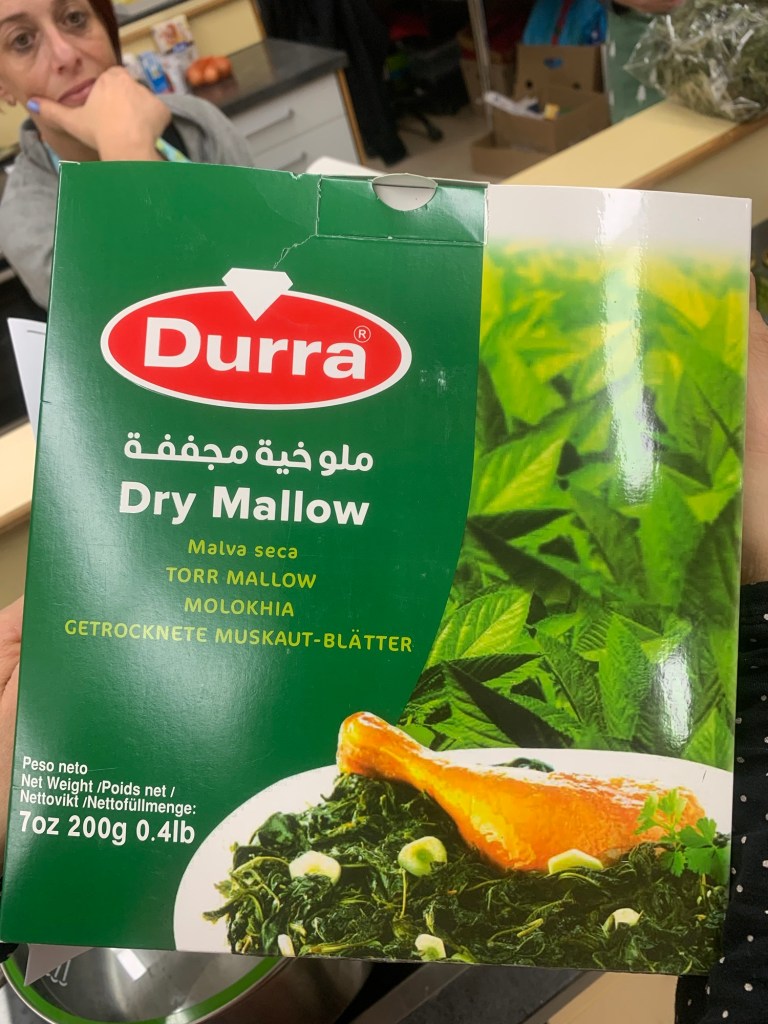 Durra®
ملوخية مجففة
Dry Mallow
Malva seca
TORR MALLOW
MOLOKHIA
GETROCKNETE MUSKAUT-BLÄTTER
Peso neto
Net Weight /Poids net /
Nettovikt /Nettofüllmenge:
7oz 200g 0.4lb